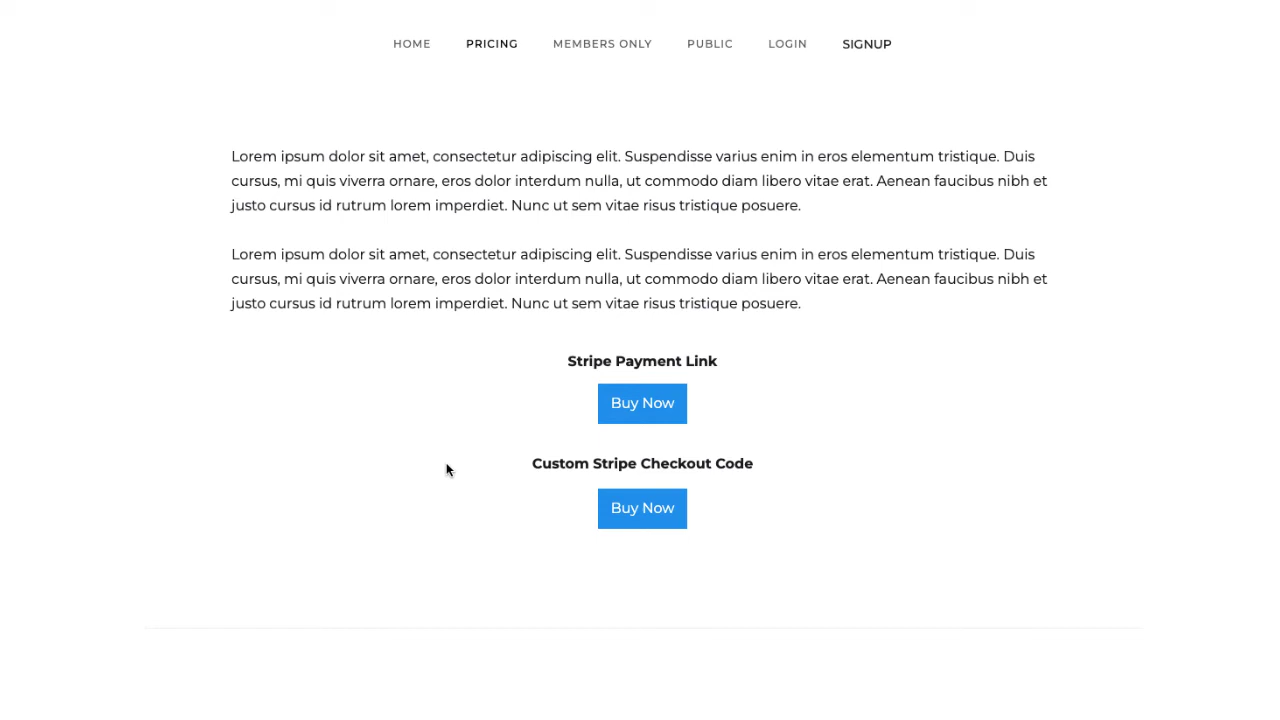 HOME PRICING MEMBERS ONLY PUBLIC LOGIN SIGNUP
Lorem ipsum dolor sit amet, consectetur adipiscing elit. Suspendisse varius enim in eros elementum tristique. Duis
cursus, mi quis viverra ornare, eros dolor interdum nulla, ut commodo diam libero vitae erat. Aenean faucibus nibh et
justo cursus id rutrum lorem imperdiet. Nunc ut sem vitae risus tristique posuere.
Lorem ipsum dolor sit amet, consectetur adipiscing elit. Suspendisse varius enim in eros elementum tristique. Duis
cursus, mi quis viverra ornare, eros dolor interdum nulla, ut commodo diam libero vitae erat. Aenean faucibus nibh et
justo cursus id rutrum lorem imperdiet. Nunc ut sem vitae risus tristique posuere.
Stripe Payment Link
Buy Now
Custom Stripe Checkout Code
Buy Now